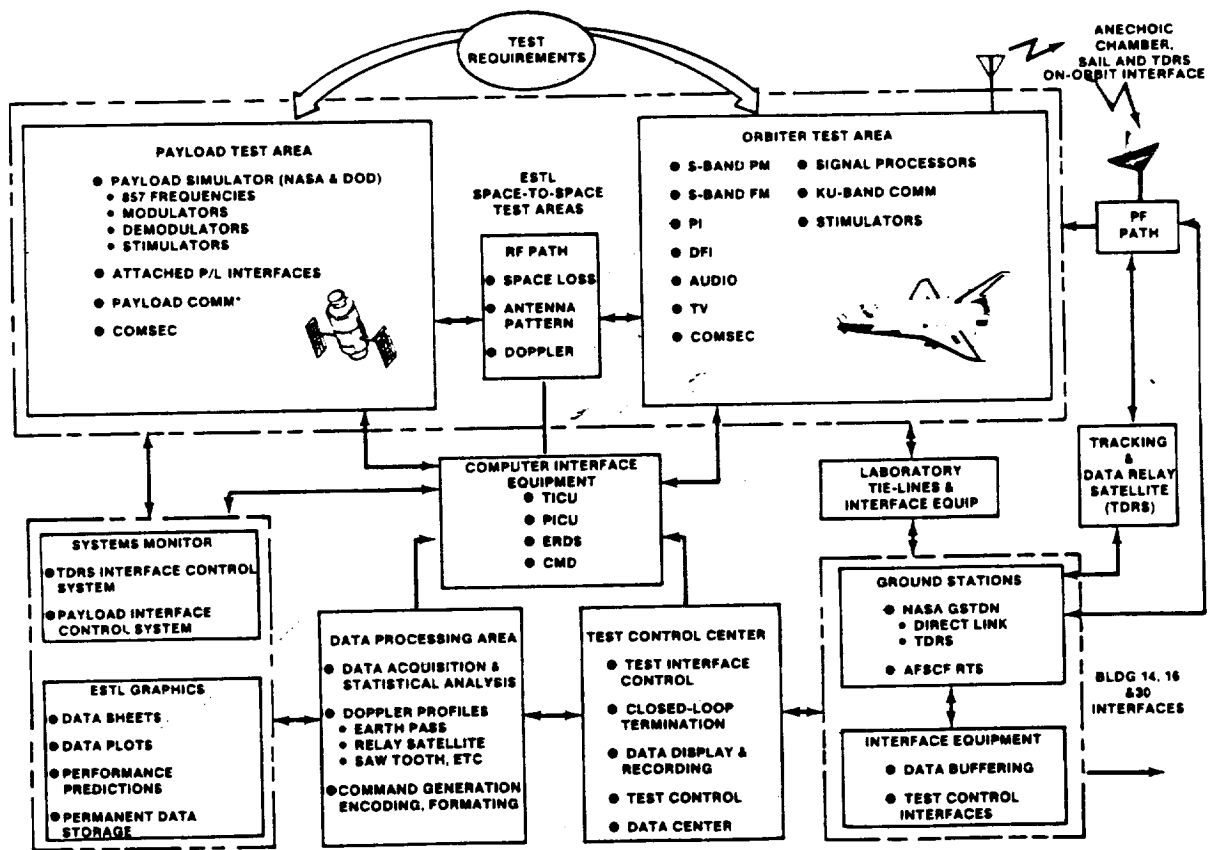 TEST
REQUIREMENTS
ANECHOIC
CHAMBER,
SAIL AND TDRS
ON-ORBIT INTERFACE
PAYLOAD TEST AREA
● PAYLOAD SIMULATOR (NASA & DOD)
• 857 FREQUENCIES
• MODULATORS
• DEMODULATORS
• STIMULATORS
● ATTACHED P/L INTERFACES
● PAYLOAD COMM*
● COMSEC
ESTL
SPACE-TO-SPACE
TEST AREAS
RF PATH
● SPACE LOSS
● ANTENNA
PATTERN
● DOPPLER
ORBITER TEST AREA
● S-BAND PM
● S-BAND FM
● PI
● DFI
● AUDIO
● TV
● COMSEC
● SIGNAL PROCESSORS
● KU-BAND COMM
● STIMULATORS
PF
PATH
TRACKING
&
DATA RELAY
SATELLITE
(TDRS)
COMPUTER INTERFACE
EQUIPMENT
● TICU
● PICU
● ERDS
● CMD
LABORATORY
TIE-LINES &
INTERFACE EQUIP
SYSTEMS MONITOR
● TDRS INTERFACE CONTROL
SYSTEM
● PAYLOAD INTERFACE
CONTROL SYSTEM
ESTL GRAPHICS
● DATA SHEETS
● DATA PLOTS
● PERFORMANCE
PREDICTIONS
● PERMANENT DATA
STORAGE
DATA PROCESSING AREA
● DATA ACQUISITION &
STATISTICAL ANALYSIS
● DOPPLER PROFILES
• EARTH PASS
• RELAY SATELLITE
• SAW TOOTH, ETC
● COMMAND GENERATION
ENCODING, FORMATING
TEST CONTROL CENTER
● TEST INTERFACE
CONTROL
● CLOSED-LOOP
TERMINATION
● DATA DISPLAY &
RECORDING
● TEST CONTROL
● DATA CENTER
GROUND STATIONS
● NASA GSTDN
• DIRECT LINK
• TDRS
● AFSCF RTS
INTERFACE EQUIPMENT
● DATA BUFFERING
● TEST CONTROL
INTERFACES
BLDG 14, 16
&30
INTERFACES